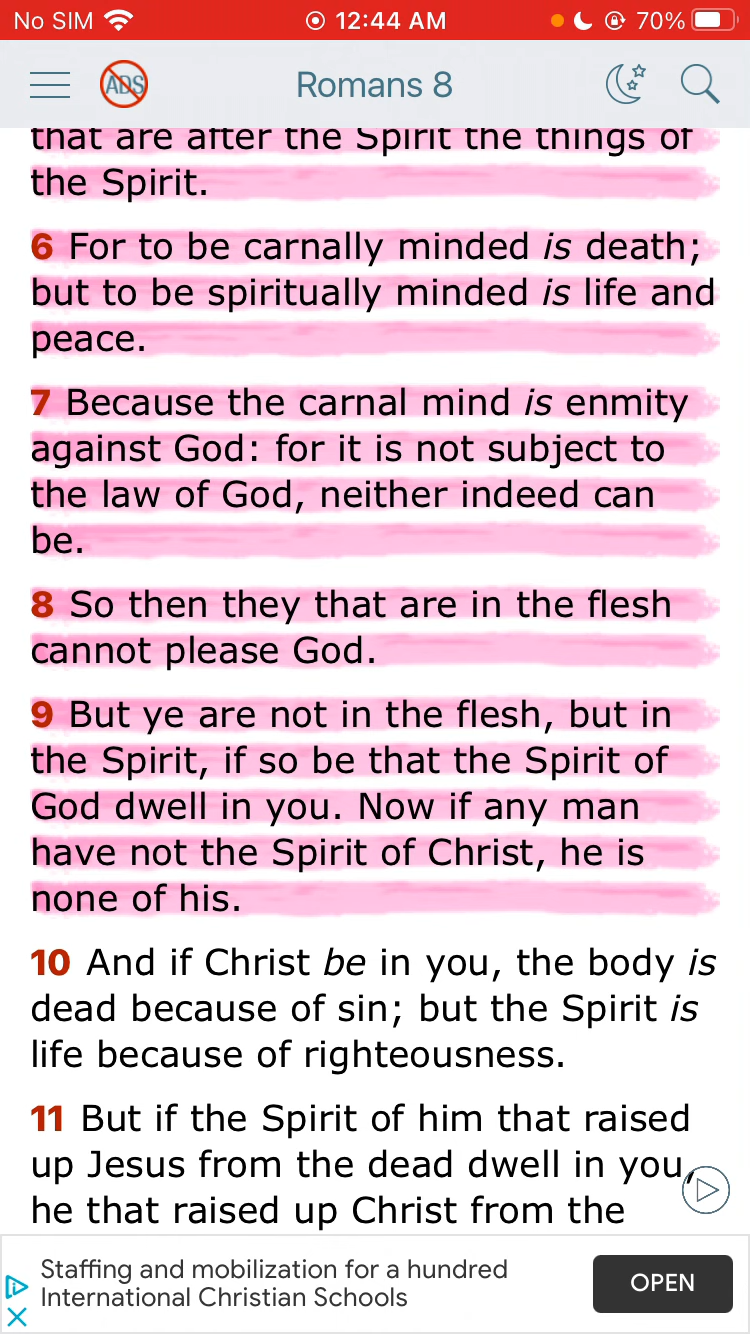 No SIM 12:44 AM 70%
ADS Romans 8
that are after the Spirit the things of
the Spirit.
6 For to be carnally minded is death;
but to be spiritually minded is life and
peace.
7 Because the carnal mind is enmity
against God: for it is not subject to
the law of God, neither indeed can
be.
8 So then they that are in the flesh
cannot please God.
9 But ye are not in the flesh, but in
the Spirit, if so be that the Spirit of
God dwell in you. Now if any man
have not the Spirit of Christ, he is
none of his.
10 And if Christ be in you, the body is
dead because of sin; but the Spirit is
life because of righteousness.
11 But if the Spirit of him that raised
up Jesus from the dead dwell in you,
he that raised up Christ from the
Staffing and mobilization for a hundred
International Christian Schools
OPEN